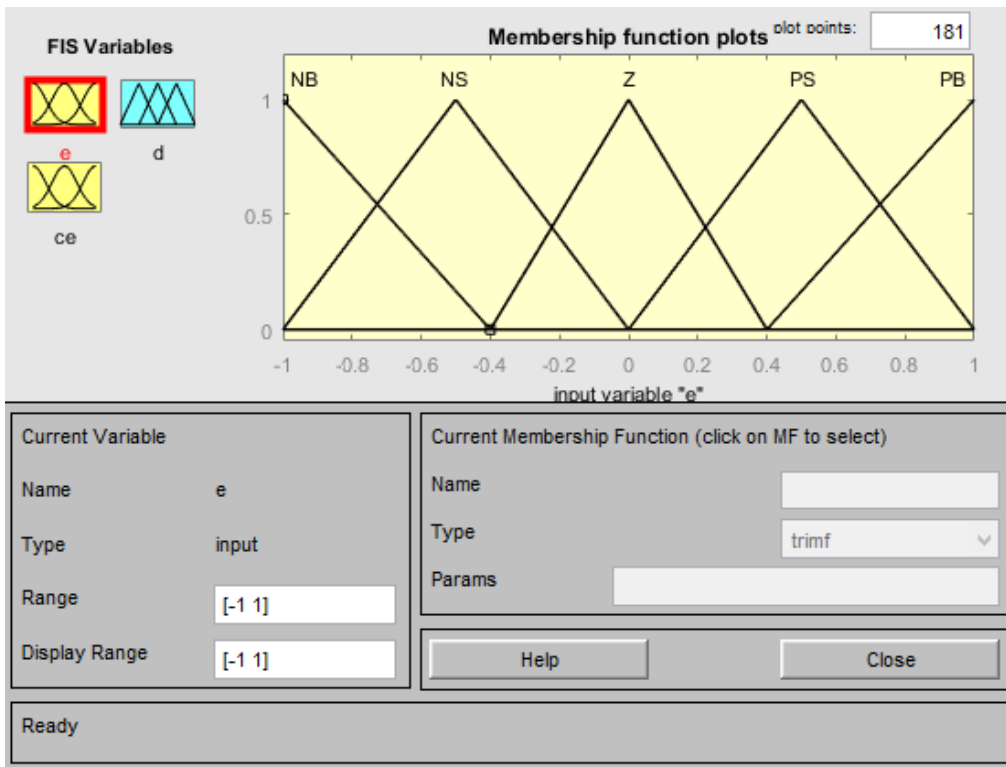 FIS Variables
Membership function plots
plot points:
181
e
d
ce
NB
NS
Z
PS
PB
1
0.5
0
-1
-0.8
-0.6
-0.4
-0.2
0
0.2
0.4
0.6
0.8
1
input variable "e"
Current Variable
Name
e
Type
input
Range
[-1 1]
Display Range
[-1 1]
Current Membership Function (click on MF to select)
Name
Type
trimf
Params
Help
Close
Ready